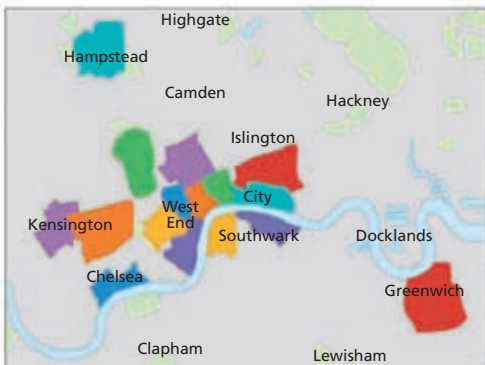 Highgate
Hampstead
Camden
Hackney
Islington
City
West
End
Kensington
Southwark
Docklands
Chelsea
Greenwich
Clapham
Lewisham